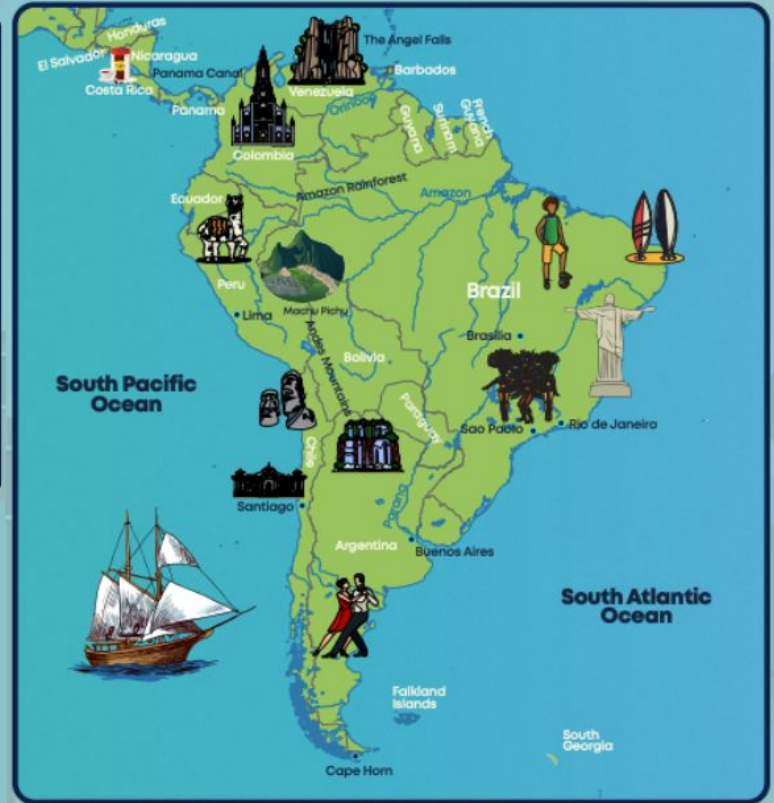 Honduras
The Angel Falls
El Salvador
Nicaragua
Panama Canal
Barbados
Costa Rica
Venezuela
Panama
Orinoco
Guyana
Surinam
French
Guyana
Colombia
Amazon Rainforest
Amazon
Ecuador
Peru
Brazil
Machu Pichu
Lima
Andes Mountains
Brasilia
Bolivia
South Pacific
Ocean
Paraguay
Sao Paolo
Rio de Janeiro
Chile
Santiago
Parana
Argentina
Buenos Aires
South Atlantic
Ocean
Falkland
Islands
South
Georgia
Cape Horn